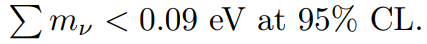 ∑ m_ν < 0.09 eV at 95% CL.